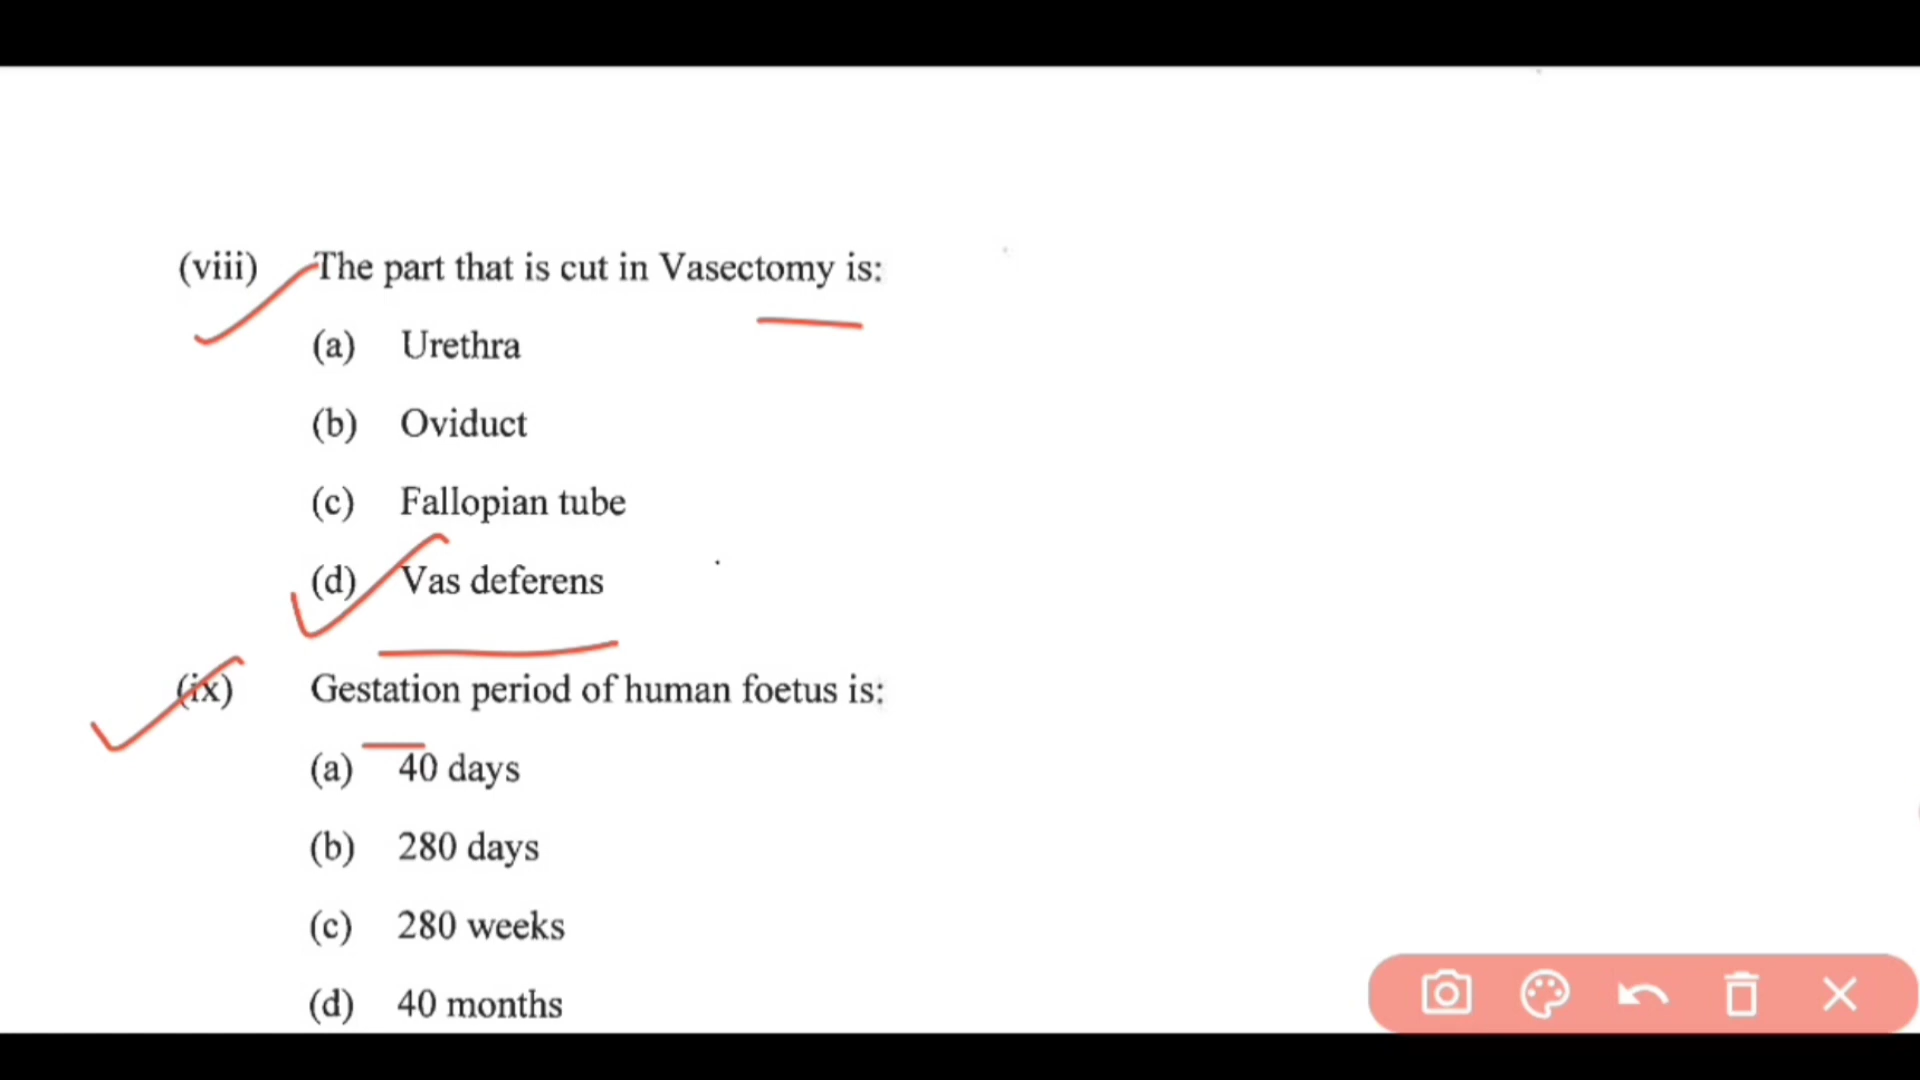 (viii) The part that is cut in Vasectomy is:
(a) Urethra
(b) Oviduct
(c) Fallopian tube
(d) Vas deferens
(ix) Gestation period of human foetus is:
(a) 40 days
(b) 280 days
(c) 280 weeks
(d) 40 months